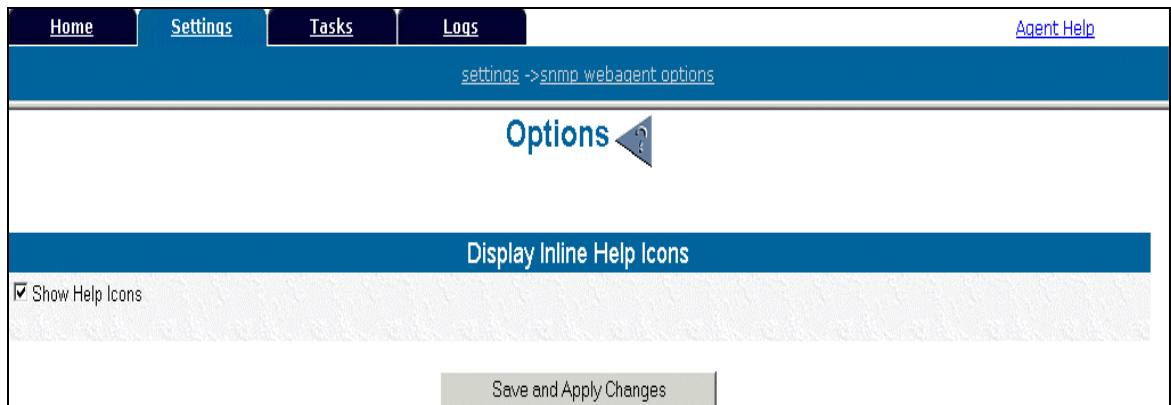 Home Settings Tasks Logs Agent Help
settings ->snmp webagent options
Options ?
Display Inline Help Icons
Show Help Icons
Save and Apply Changes